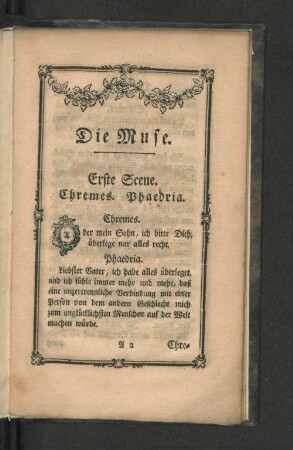 Die Muse.
Erste Scene.
Chremes. Phaedria.
Chremes.
Aber mein Sohn, ich bitte Dich,
überlege nur alles recht.
Phaedria.
Liebster Vater, ich habe alles überleget,
und ich fühle immer mehr und mehr, daß
eine unzertrennliche Verbindung mit einer
Person von dem andern Geschlecht mich
zum unglücklichsten Menschen auf der Welt
machen würde.
A 2 Chre-